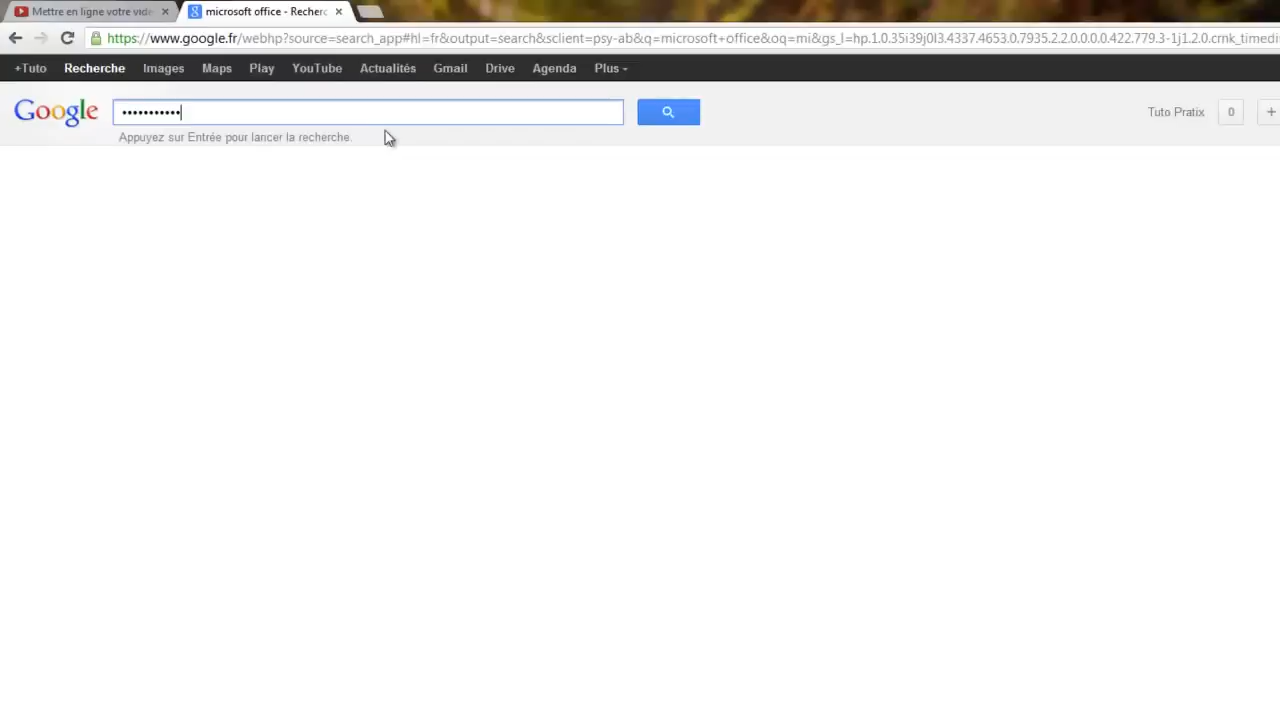 Mettre en ligne votre vidé
microsoft office - Recherc
https://www.google.fr/webhp?source=search_app#hl=fr&output=search&sclient=psy-ab&q=microsoft+office&oq=mi&gs_l=hp.1.0.35i39j0l3.4337.4653.0.7935.2.2.0.0.0.0.422.779.3-1j1.2.0.crnk_timedi
+Tuto Recherche Images Maps Play YouTube Actualités Gmail Drive Agenda Plus
Google •••••••••••
Tuto Pratix 0 +
Appuyez sur Entrée pour lancer la recherche.